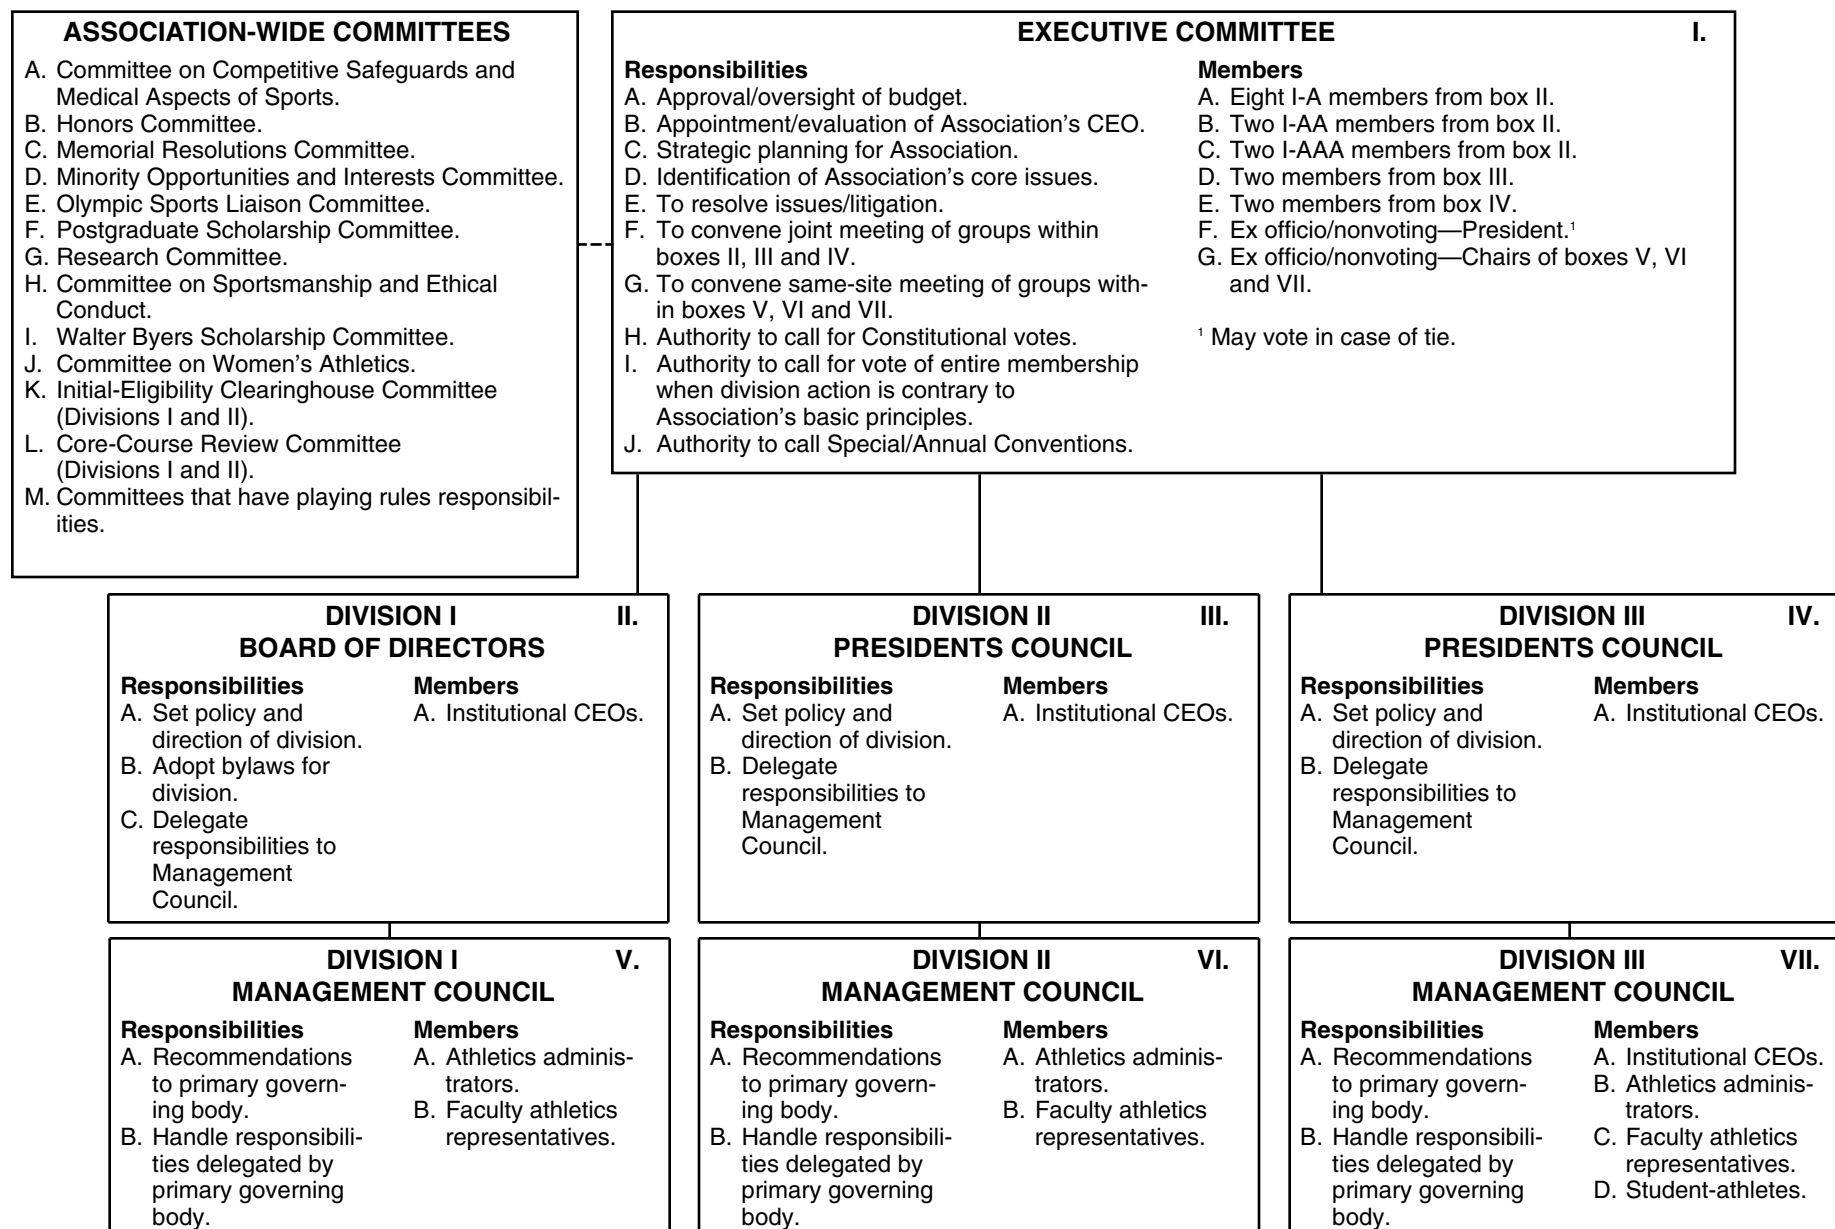 ASSOCIATION-WIDE COMMITTEES
A. Committee on Competitive Safeguards and
Medical Aspects of Sports.
B. Honors Committee.
C. Memorial Resolutions Committee.
D. Minority Opportunities and Interests Committee.
E. Olympic Sports Liaison Committee.
F. Postgraduate Scholarship Committee.
G. Research Committee.
H. Committee on Sportsmanship and Ethical
Conduct.
I. Walter Byers Scholarship Committee.
J. Committee on Women’s Athletics.
K. Initial-Eligibility Clearinghouse Committee
(Divisions I and II).
L. Core-Course Review Committee
(Divisions I and II).
M. Committees that have playing rules responsibil-
ities.
EXECUTIVE COMMITTEE I.
Responsibilities
A. Approval/oversight of budget.
B. Appointment/evaluation of Association’s CEO.
C. Strategic planning for Association.
D. Identification of Association’s core issues.
E. To resolve issues/litigation.
F. To convene joint meeting of groups within
boxes II, III and IV.
G. To convene same-site meeting of groups with-
in boxes V, VI and VII.
H. Authority to call for Constitutional votes.
I. Authority to call for vote of entire membership
when division action is contrary to
Association’s basic principles.
J. Authority to call Special/Annual Conventions.
Members
A. Eight I-A members from box II.
B. Two I-AA members from box II.
C. Two I-AAA members from box II.
D. Two members from box III.
E. Two members from box IV.
F. Ex officio/nonvoting—President.¹
G. Ex officio/nonvoting—Chairs of boxes V, VI
and VII.
¹ May vote in case of tie.
DIVISION I II.
BOARD OF DIRECTORS
Responsibilities
A. Set policy and
direction of division.
B. Adopt bylaws for
division.
C. Delegate
responsibilities to
Management
Council.
Members
A. Institutional CEOs.
DIVISION II III.
PRESIDENTS COUNCIL
Responsibilities
A. Set policy and
direction of division.
B. Delegate
responsibilities to
Management
Council.
Members
A. Institutional CEOs.
DIVISION III IV.
PRESIDENTS COUNCIL
Responsibilities
A. Set policy and
direction of division.
B. Delegate
responsibilities to
Management
Council.
Members
A. Institutional CEOs.
DIVISION I V.
MANAGEMENT COUNCIL
Responsibilities
A. Recommendations
to primary govern-
ing body.
B. Handle responsibili-
ties delegated by
primary governing
body.
Members
A. Athletics adminis-
trators.
B. Faculty athletics
representatives.
DIVISION II VI.
MANAGEMENT COUNCIL
Responsibilities
A. Recommendations
to primary govern-
ing body.
B. Handle responsibili-
ties delegated by
primary governing
body.
Members
A. Athletics adminis-
trators.
B. Faculty athletics
representatives.
DIVISION III VII.
MANAGEMENT COUNCIL
Responsibilities
A. Recommendations
to primary govern-
ing body.
B. Handle responsibili-
ties delegated by
primary governing
body.
Members
A. Institutional CEOs.
B. Athletics adminis-
trators.
C. Faculty athletics
representatives.
D. Student-athletes.